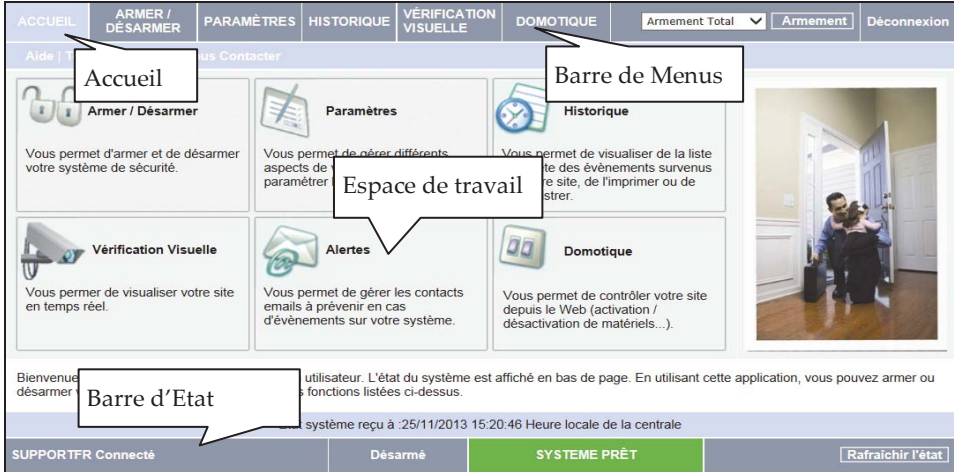 ACCUEIL
ARMER /
DÉSARMER
PARAMÈTRES
HISTORIQUE
VÉRIFICATION
VISUELLE
DOMOTIQUE
Armement Total
Armement
Déconnexion
Aide | T
us Contacter
Accueil
Barre de Menus
Armer / Désarmer
Vous permet d'armer et de désarmer
votre système de sécurité.
Paramètres
Vous permet de gérer différents
aspects de v
paramétrer l
Historique
Vous permet de visualiser de la liste
ète des évènements survenus
re site, de l'imprimer ou de
strer.
Espace de travail
Vérification Visuelle
Vous permer de visualiser votre site
en temps réel.
Alertes
Vous permet de gérer les contacts
emails à prévenir en cas
d'évènements sur votre système.
Domotique
Vous permet de contrôler votre site
depuis le Web (activation /
désactivation de matériels...).
Bienvenue utilisateur. L'état du système est affiché en bas de page. En utilisant cette application, vous pouvez armer ou
désarmer v s fonctions listées ci-dessus.
Barre d'Etat
Etat système reçu à :25/11/2013 15:20:46 Heure locale de la centrale
SUPPORTFR Connecté
Désarmé
SYSTEME PRÊT
Rafraîchir l'état